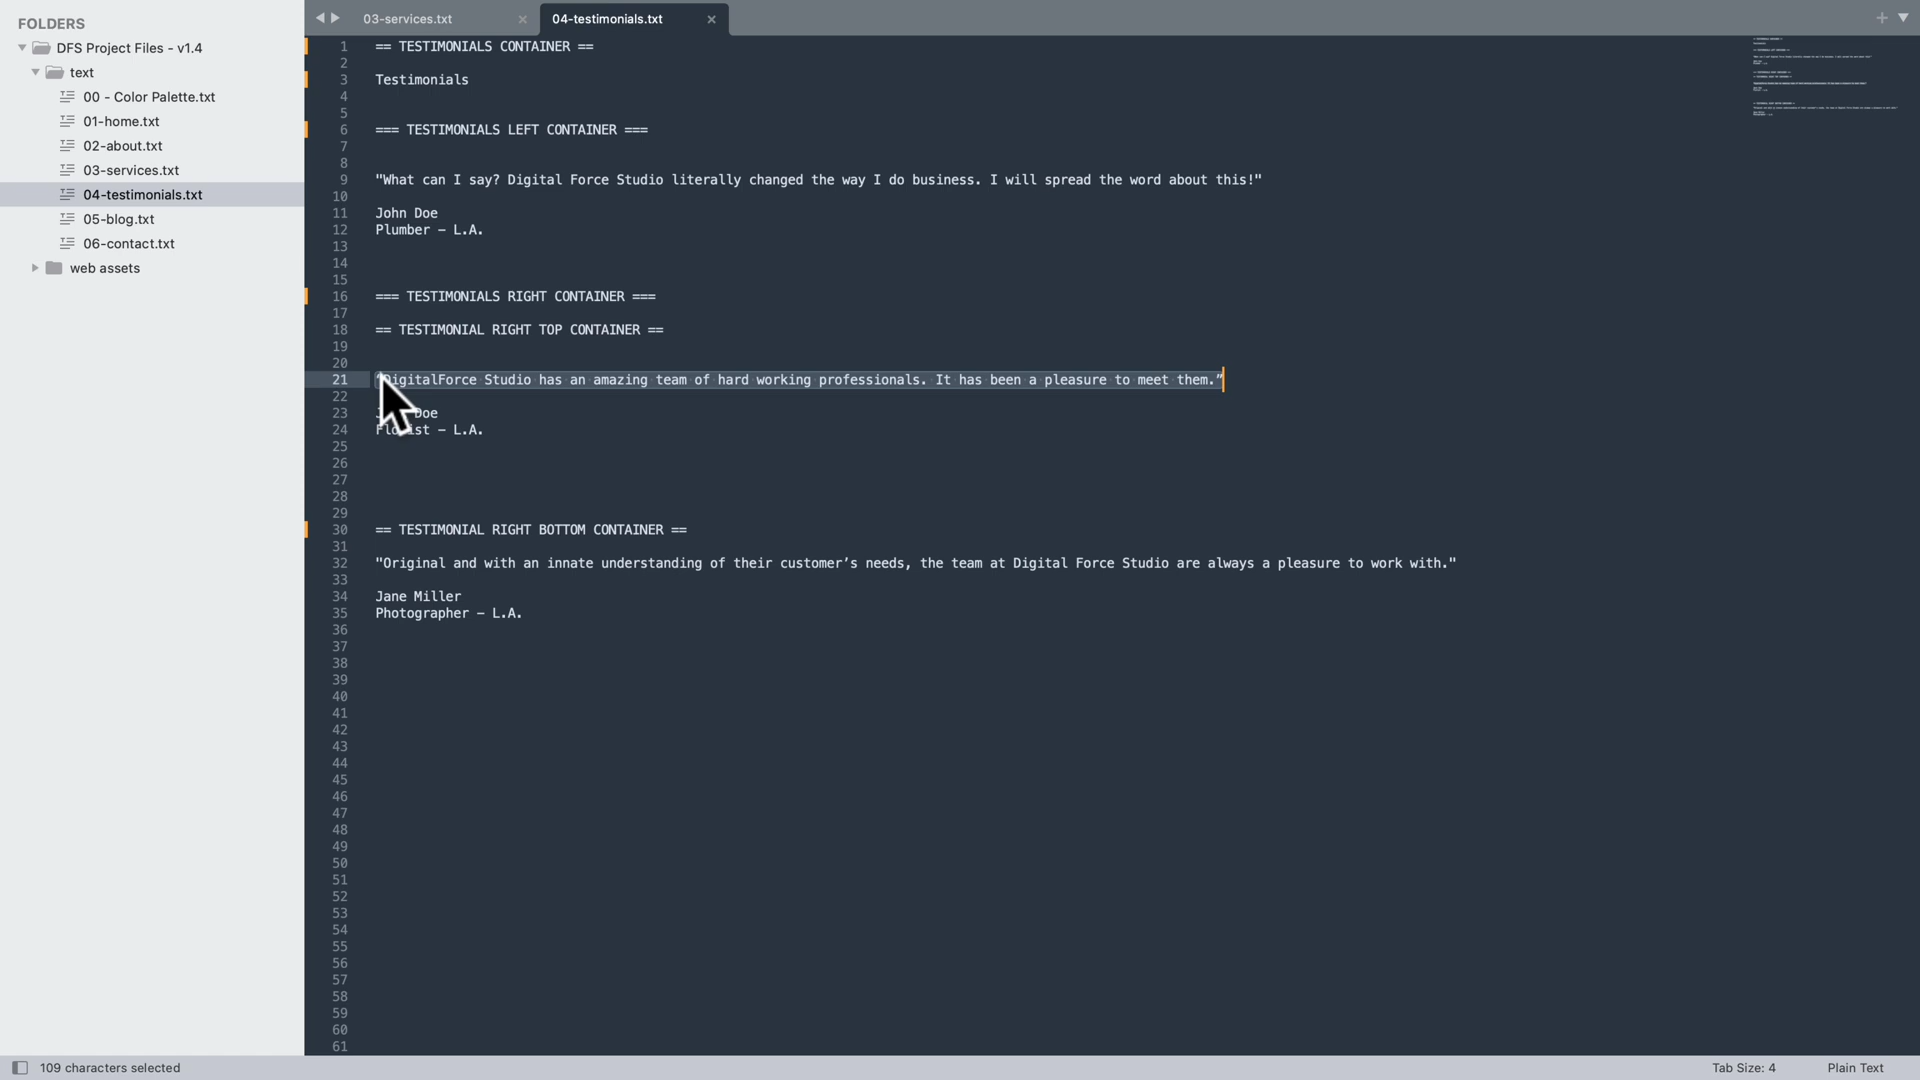 FOLDERS
DFS Project Files - v1.4
text
00 - Color Palette.txt
01-home.txt
02-about.txt
03-services.txt
04-testimonials.txt
05-blog.txt
06-contact.txt
web assets
03-services.txt
04-testimonials.txt
1 == TESTIMONIALS CONTAINER ==
2
3 Testimonials
4
5
6 === TESTIMONIALS LEFT CONTAINER ===
7
8
9 "What can I say? Digital Force Studio literally changed the way I do business. I will spread the word about this!"
10
11 John Doe
12 Plumber – L.A.
13
14
15
16 === TESTIMONIALS RIGHT CONTAINER ===
17
18 == TESTIMONIAL RIGHT TOP CONTAINER ==
19
20
21 “DigitalForce Studio has an amazing team of hard working professionals. It has been a pleasure to meet them.”
22
23 Doe
24 – L.A.
25
26
27
28
29
30 == TESTIMONIAL RIGHT BOTTOM CONTAINER ==
31
32 "Original and with an innate understanding of their customer’s needs, the team at Digital Force Studio are always a pleasure to work with."
33
34 Jane Miller
35 Photographer – L.A.
36
37
38
39
40
41
42
43
44
45
46
47
48
49
50
51
52
53
54
55
56
57
58
59
60
61
109 characters selected
Tab Size: 4
Plain Text